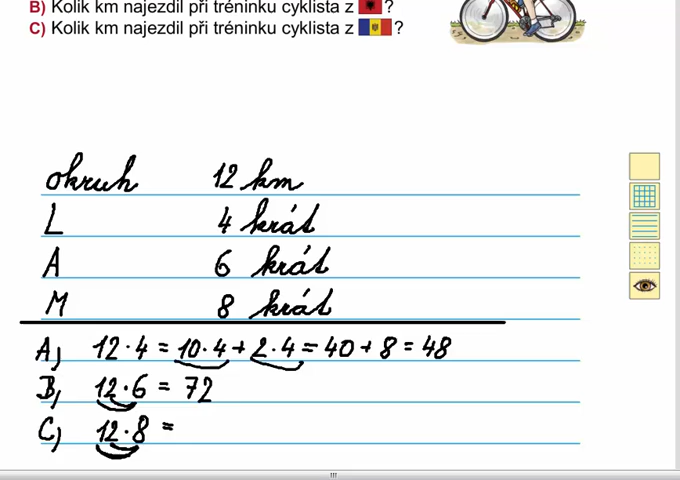 B) Kolik km najezdil při tréninku cyklista z ?
C) Kolik km najezdil při tréninku cyklista z ?
okruh 12 km
L 4 krát
A 6 krát
M 8 krát
A) 12 · 4 = 10 · 4 + 2 · 4 = 40 + 8 = 48
B) 12 · 6 = 72
C) 12 · 8 =